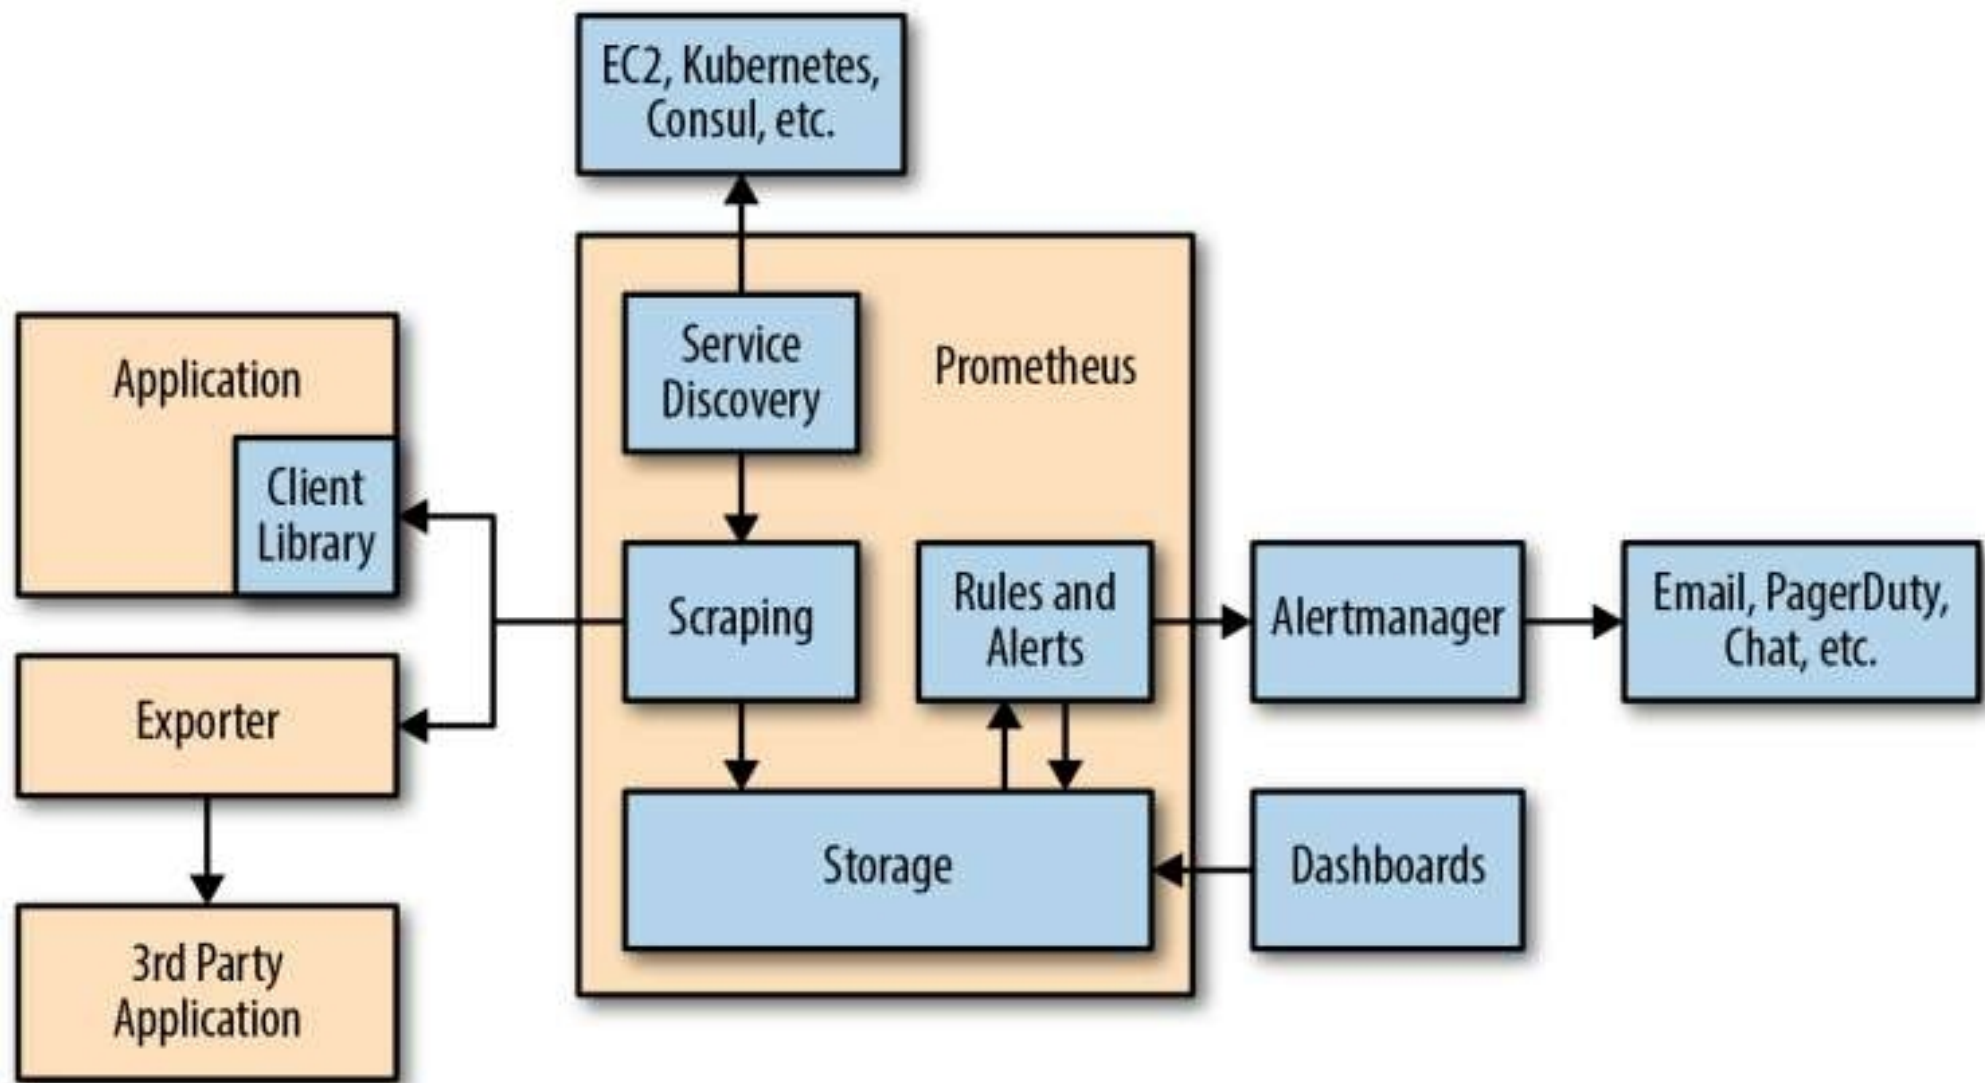 EC2, Kubernetes,
Consul, etc.
Service
Discovery
Prometheus
Application
Client
Library
Scraping
Rules and
Alerts
Alertmanager
Email, PagerDuty,
Chat, etc.
Exporter
Storage
Dashboards
3rd Party
Application